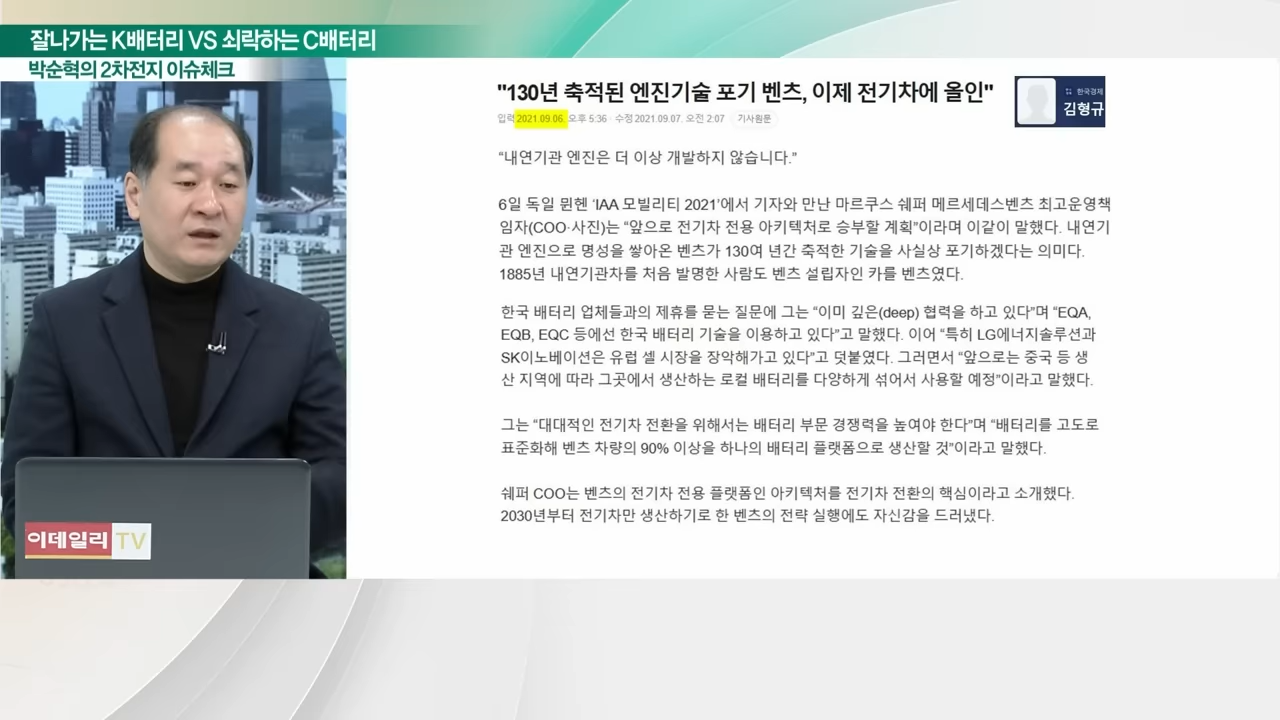 잘나가는 K배터리 VS 쇠락하는 C배터리
박순혁의 2차전지 이슈체크
"130년 축적된 엔진기술 포기 벤츠, 이제 전기차에 올인"
입력 2021.09.06. 오후 5:36 · 수정 2021.09.07. 오전 2:07 기사원문
한국경제
김형규
“내연기관 엔진은 더 이상 개발하지 않습니다.”
6일 독일 뮌헨 ‘IAA 모빌리티 2021’에서 기자와 만난 마르쿠스 쉐퍼 메르세데스벤츠 최고운영책
임자(COO·사진)는 “앞으로 전기차 전용 아키텍처로 승부할 계획”이라며 이같이 말했다. 내연기
관 엔진으로 명성을 쌓아온 벤츠가 130여 년간 축적한 기술을 사실상 포기하겠다는 의미다.
1885년 내연기관차를 처음 발명한 사람도 벤츠 설립자인 카를 벤츠였다.
한국 배터리 업체들과의 제휴를 묻는 질문에 그는 “이미 깊은(deep) 협력을 하고 있다”며 “EQA,
EQB, EQC 등에선 한국 배터리 기술을 이용하고 있다”고 말했다. 이어 “특히 LG에너지솔루션과
SK이노베이션은 유럽 셀 시장을 장악해가고 있다”고 덧붙였다. 그러면서 “앞으로는 중국 등 생
산 지역에 따라 그곳에서 생산하는 로컬 배터리를 다양하게 섞어서 사용할 예정”이라고 말했다.
그는 “대대적인 전기차 전환을 위해서는 배터리 부문 경쟁력을 높여야 한다”며 “배터리를 고도로
표준화해 벤츠 차량의 90% 이상을 하나의 배터리 플랫폼으로 생산할 것”이라고 말했다.
쉐퍼 COO는 벤츠의 전기차 전용 플랫폼인 아키텍처를 전기차 전환의 핵심이라고 소개했다.
2030년부터 전기차만 생산하기로 한 벤츠의 전략 실행에도 자신감을 드러냈다.
이데일리 TV